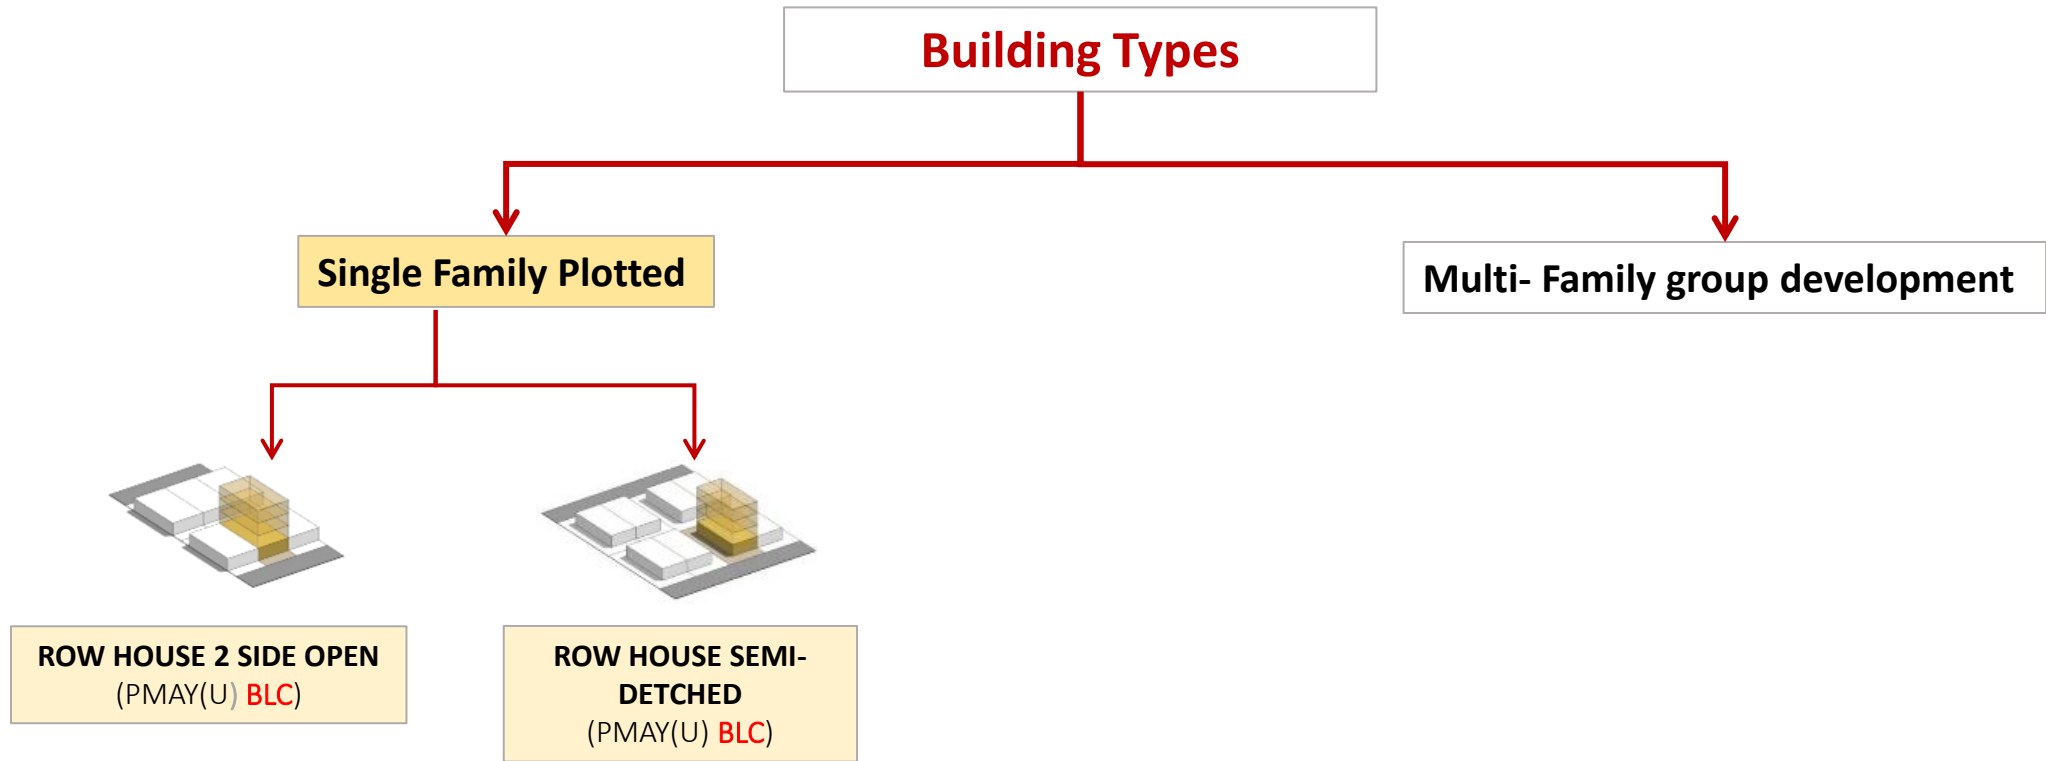 Building Types
Single Family Plotted
Multi- Family group development
ROW HOUSE 2 SIDE OPEN
(PMAY(U) BLC)
ROW HOUSE SEMI-
DETCHED
(PMAY(U) BLC)